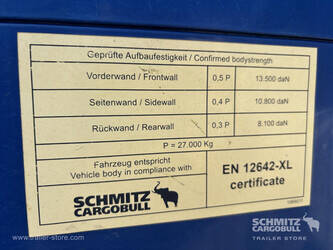 Geprüfte Aufbaufestigkeit / Confirmed bodystrength
Vorderwand / Frontwall 0,5 P 13.500 daN
Seitenwand / Sidewall 0,4 P 10.800 daN
Rückwand / Rearwall 0,3 P 8.100 daN
P = 27.000 Kg
Fahrzeug entspricht
Vehicle body in compliance with
EN 12642-XL
certificate
SCHMITZ
CARGOBULL
www.trailer-store.com
SCHMITZ
CARGOBULL
TRAILER STORE